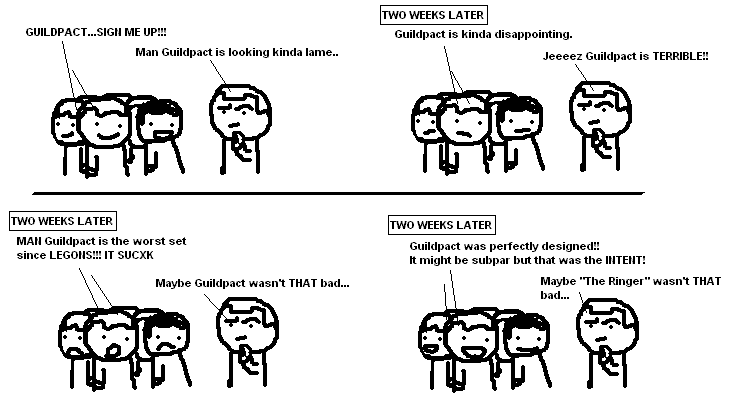 GUILDPACT...SIGN ME UP!!!
Man Guildpact is looking kinda lame..
TWO WEEKS LATER
Guildpact is kinda disappointing.
Jeeeez Guildpact is TERRIBLE!!
TWO WEEKS LATER
MAN Guildpact is the worst set
since LEGONS!!! IT SUCXK
Maybe Guildpact wasn't THAT bad...
TWO WEEKS LATER
Guildpact was perfectly designed!!
It might be subpar but that was the INTENT!
Maybe "The Ringer" wasn't THAT
bad...